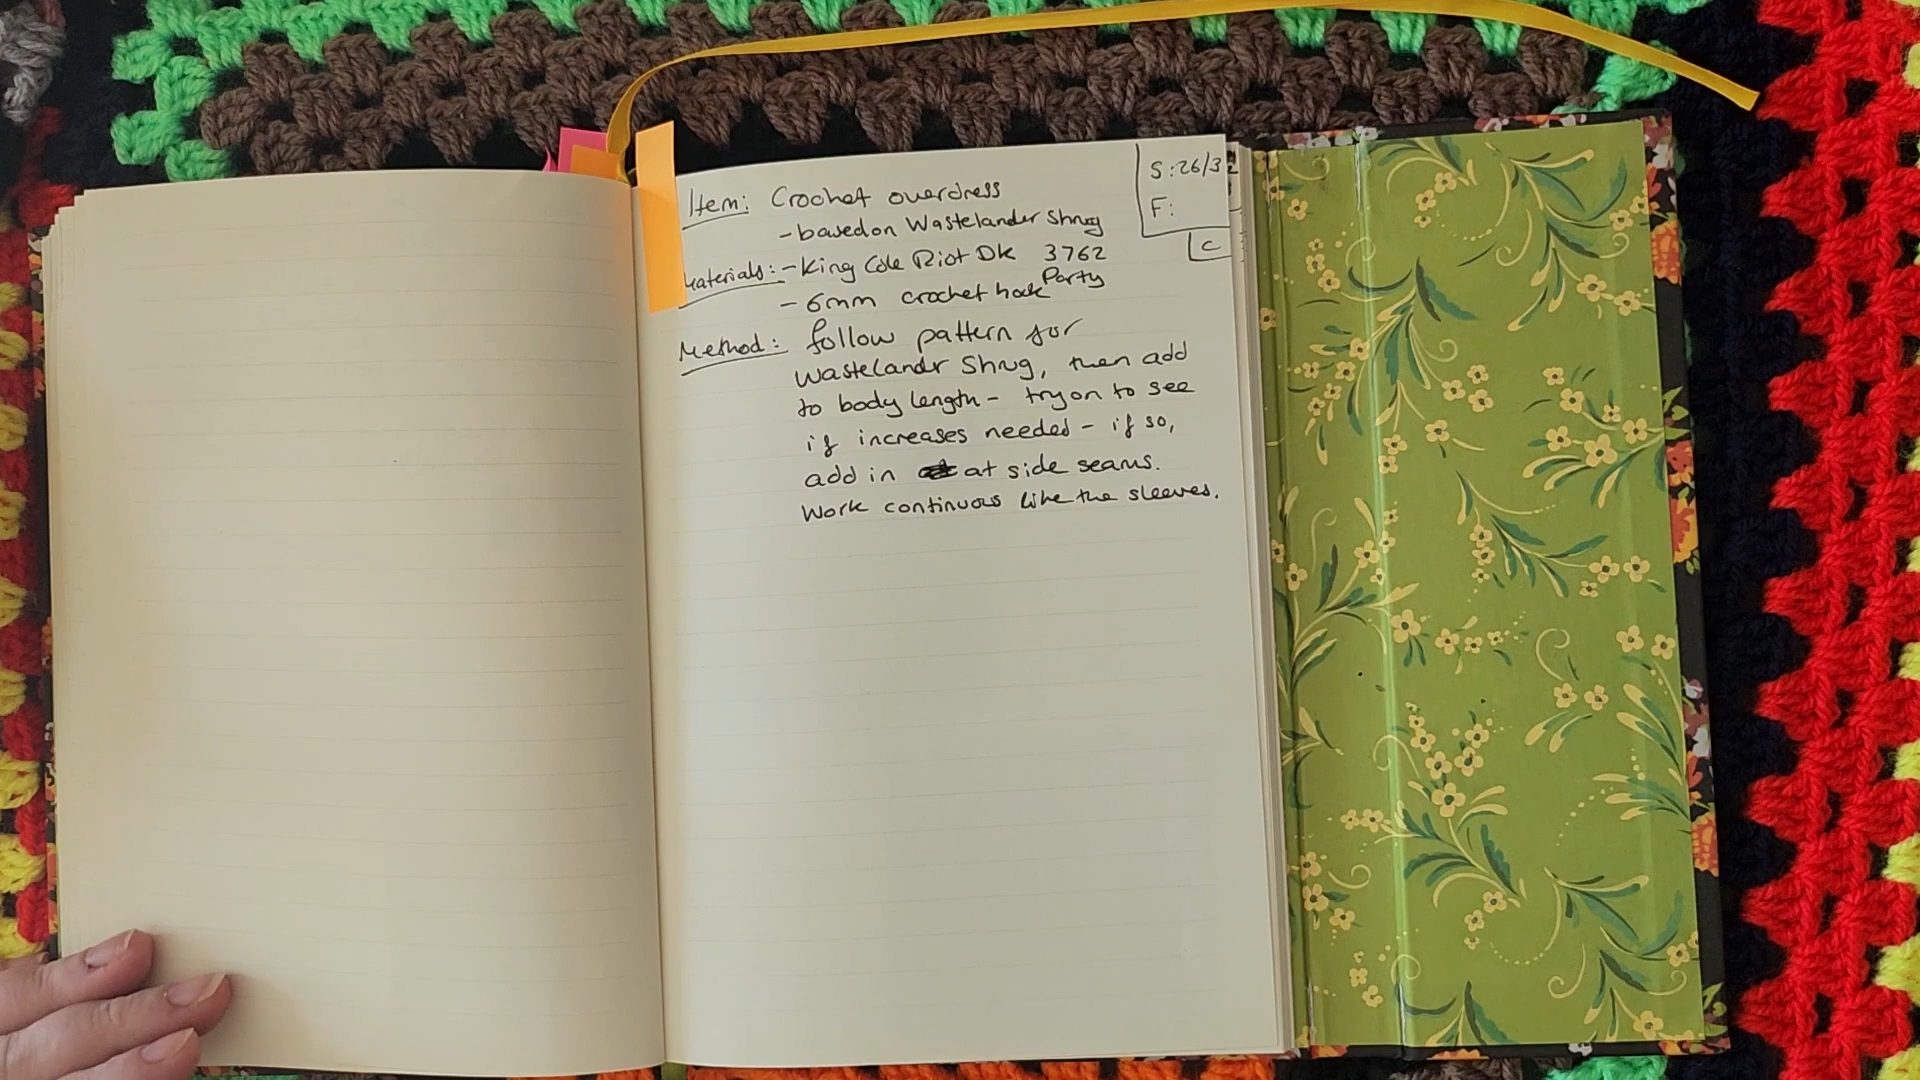 Item: Crochet overdress
- based on Wastelander Shrug
Materials: - King Cole Riot DK 3762
Party
- 6mm crochet hook
Method: follow pattern for
Wastelander Shrug, then add
to body length - try on to see
if increases needed - if so,
add in at side seams.
Work continuous like the sleeves.
S: 26/3
F:
C